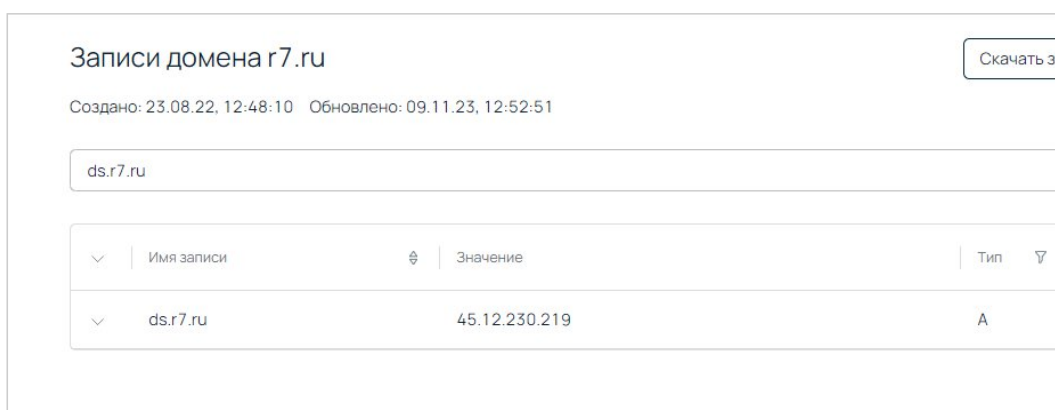 Записи домена r7.ru
Скачать з
Создано: 23.08.22, 12:48:10 Обновлено: 09.11.23, 12:52:51
ds.r7.ru
Имя записи Значение Тип
ds.r7.ru 45.12.230.219 A